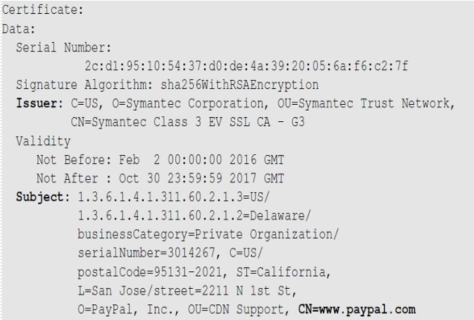 Certificate:
Data:
Serial Number:
2c:d1:95:10:54:37:d0:de:4a:39:20:05:6a:f6:c2:7f
Signature Algorithm: sha256WithRSAEncryption
Issuer: C=US, O=Symantec Corporation, OU=Symantec Trust Network,
CN=Symantec Class 3 EV SSL CA - G3
Validity
Not Before: Feb 2 00:00:00 2016 GMT
Not After : Oct 30 23:59:59 2017 GMT
Subject: 1.3.6.1.4.1.311.60.2.1.3=US/
1.3.6.1.4.1.311.60.2.1.2=Delaware/
businessCategory=Private Organization/
serialNumber=3014267, C=US/
postalCode=95131-2021, ST=California,
L=San Jose/street=2211 N 1st St,
O=PayPal, Inc., OU=CDN Support, CN=www.paypal.com